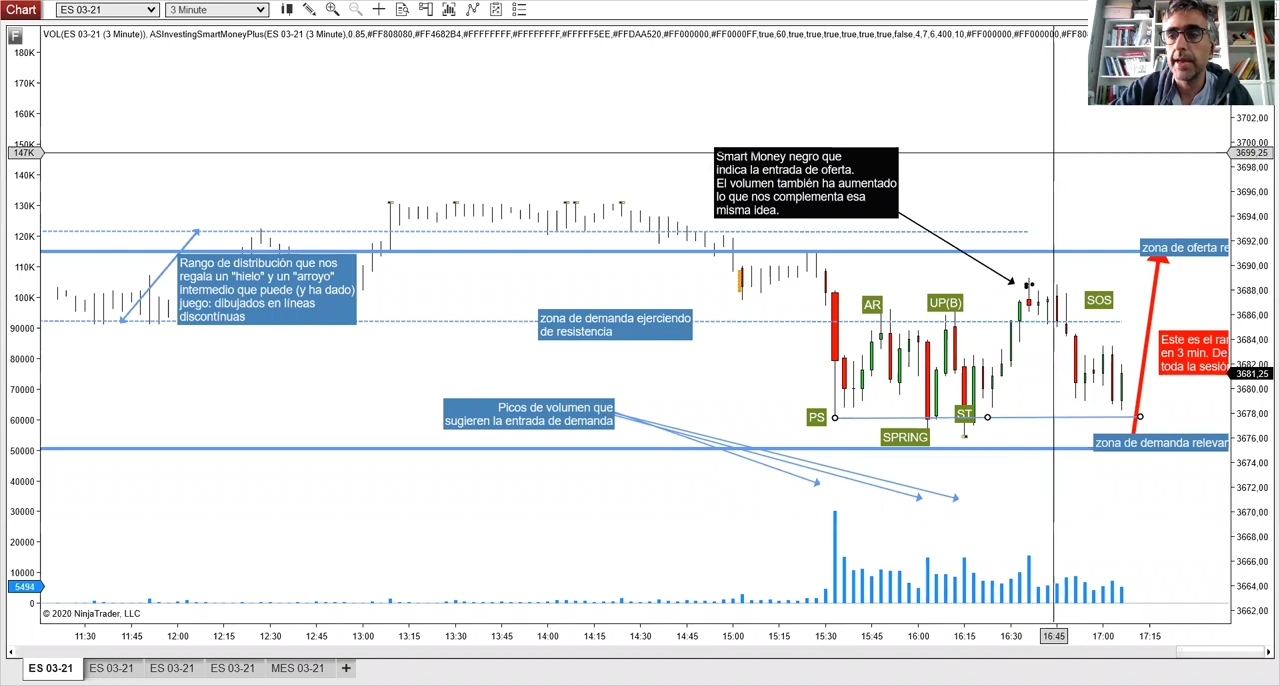 Chart
ES 03-21
3 Minute
F
VOL(ES 03-21 (3 Minute)), ASInvestingSmartMoneyPlus(ES 03-21 (3 Minute),0.85,#FF808080,#FF4682B4,#FFFFFFFF,#FFFFFFFF,#FFFFF5EE,#FFDAA520,#FF000000,#FF0000FF,true,60,true,true,true,true,true,true,false,4,7,6,400,10,#FF000000,#FF000000,#FF80
180K
170K
160K
150K
147K
140K
130K
120K
110K
100K
90000
80000
70000
60000
50000
40000
30000
20000
10000
5494
0
Smart Money negro que
indica la entrada de oferta.
El volumen también ha aumentado
lo que nos complementa esa
misma idea.
Rango de distribución que nos
regala un "hielo" y un "arroyo"
intermedio que puede (y ha dado)
juego: dibujados en líneas
discontínuas
zona de demanda ejerciendo
de resistencia
Picos de volumen que
sugieren la entrada de demanda
zona de oferta re
AR
UP(B)
SOS
PS
SPRING
ST
Este es el ra
en 3 min. De
toda la sesió
zona de demanda relevar
3702,00
3700,00
3699,25
3698,00
3696,00
3694,00
3692,00
3690,00
3688,00
3686,00
3684,00
3682,00
3681,25
3680,00
3678,00
3676,00
3674,00
3672,00
3670,00
3668,00
3666,00
3664,00
3662,00
© 2020 NinjaTrader, LLC
11:30 11:45 12:00 12:15 12:30 12:45 13:00 13:15 13:30 13:45 14:00 14:15 14:30 14:45 15:00 15:15 15:30 15:45 16:00 16:15 16:30 16:45 17:00 17:15
ES 03-21 ES 03-21 ES 03-21 ES 03-21 MES 03-21 +